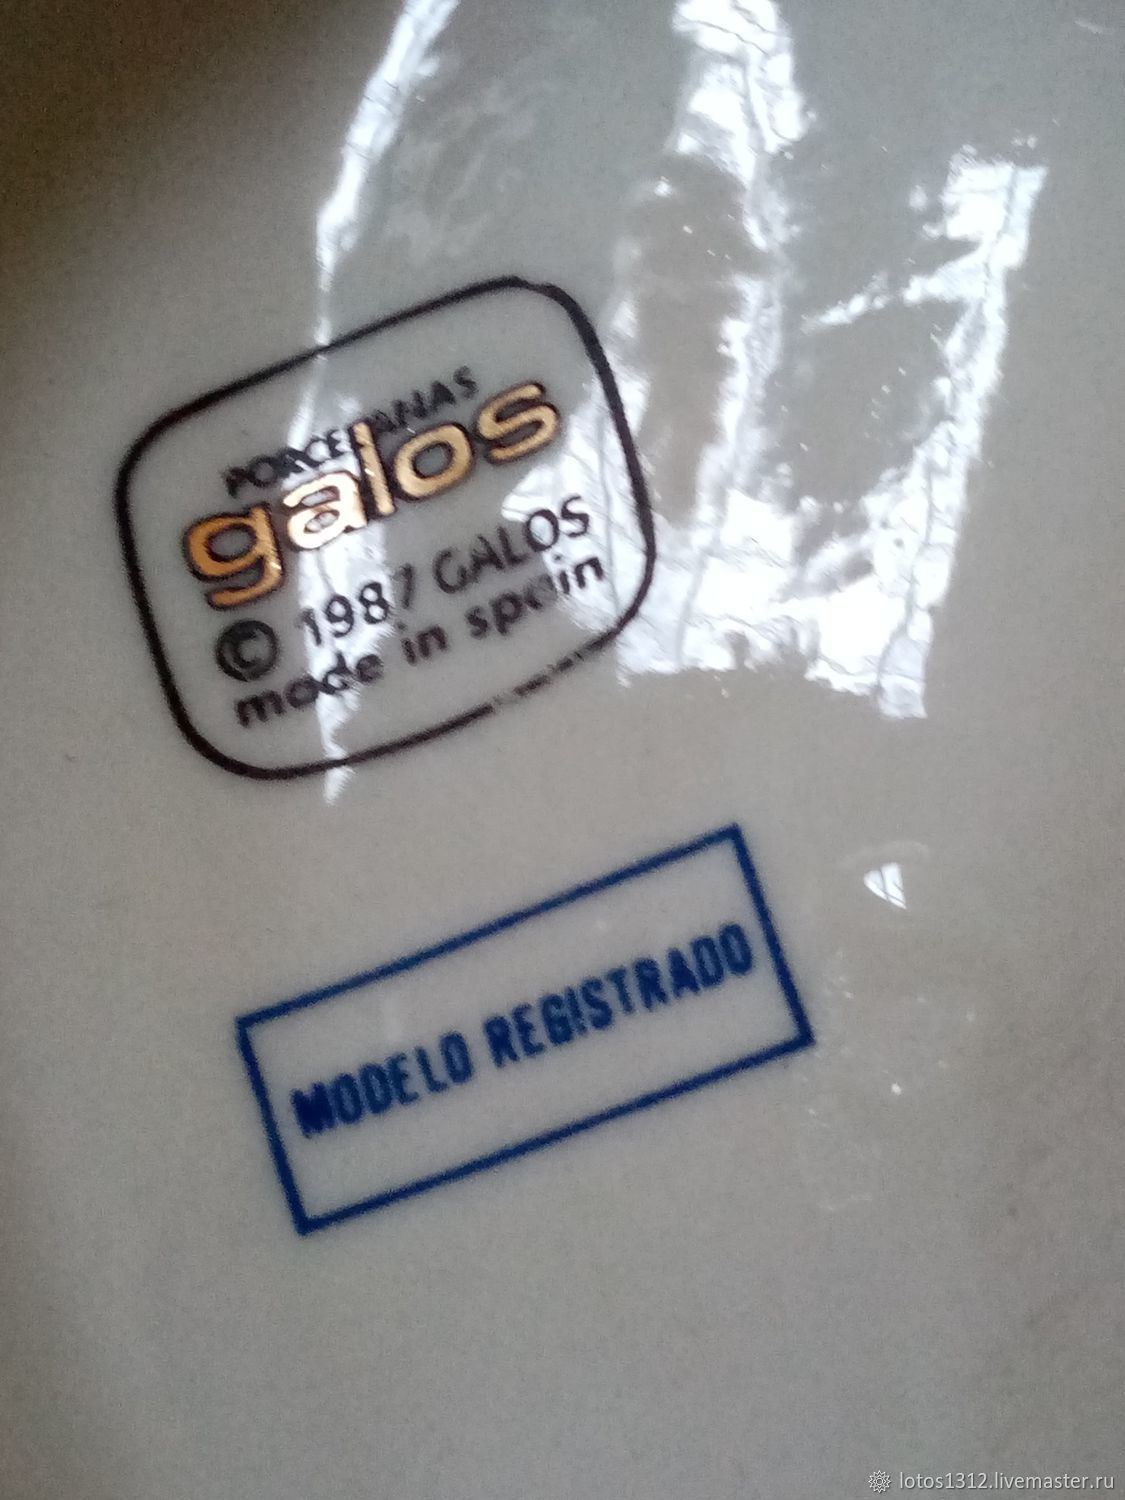 PORCELANAS
galos
© 1987 GALOS
made in spain
MODELO REGISTRADO
lotos1312.livemaster.ru